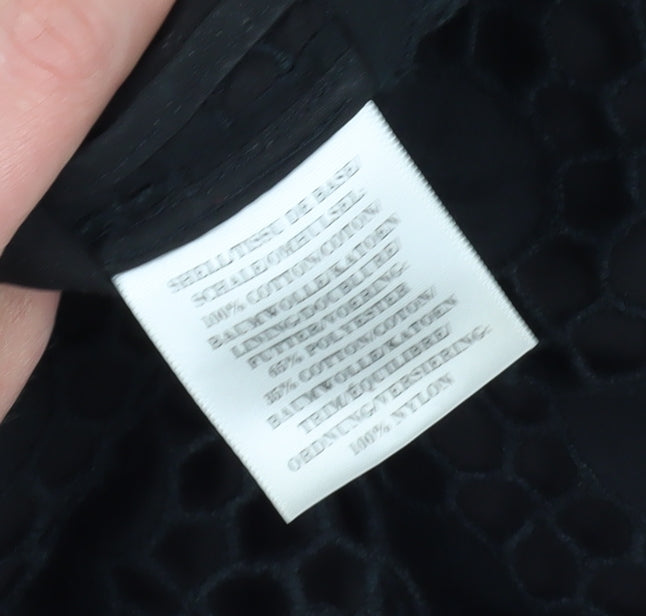 SHELL/TISSU DE BASE/
SCHALE/OMHULSEL:
100% COTTON/COTON/
BAUMWOLLE/KATOEN
LINING/DOUBLURE/
FUTTER/VOERING:
65% POLYESTER
35% COTTON/COTON/
BAUMWOLLE/KATOEN
TRIM/EQUILIBRE/
ORDNUNG/VERSIERING:
100% NYLON